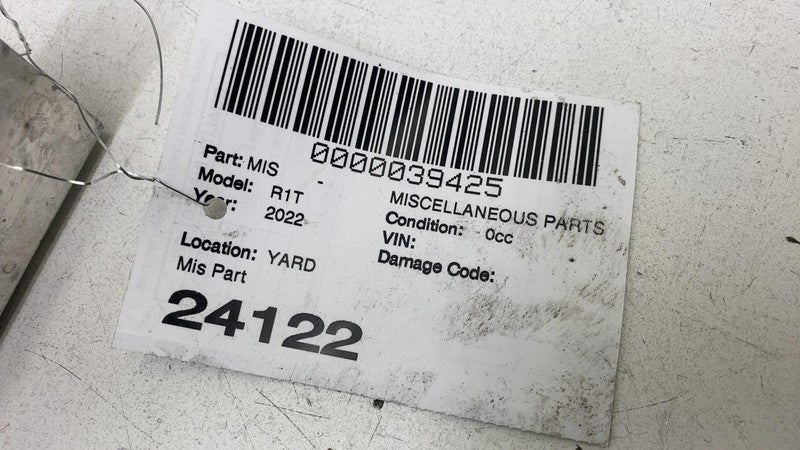 0000039425
Part: MIS - MISCELLANEOUS PARTS
Model: R1T Condition: 0cc
Year: 2022 VIN:
Damage Code:
Location: YARD
Mis Part
24122